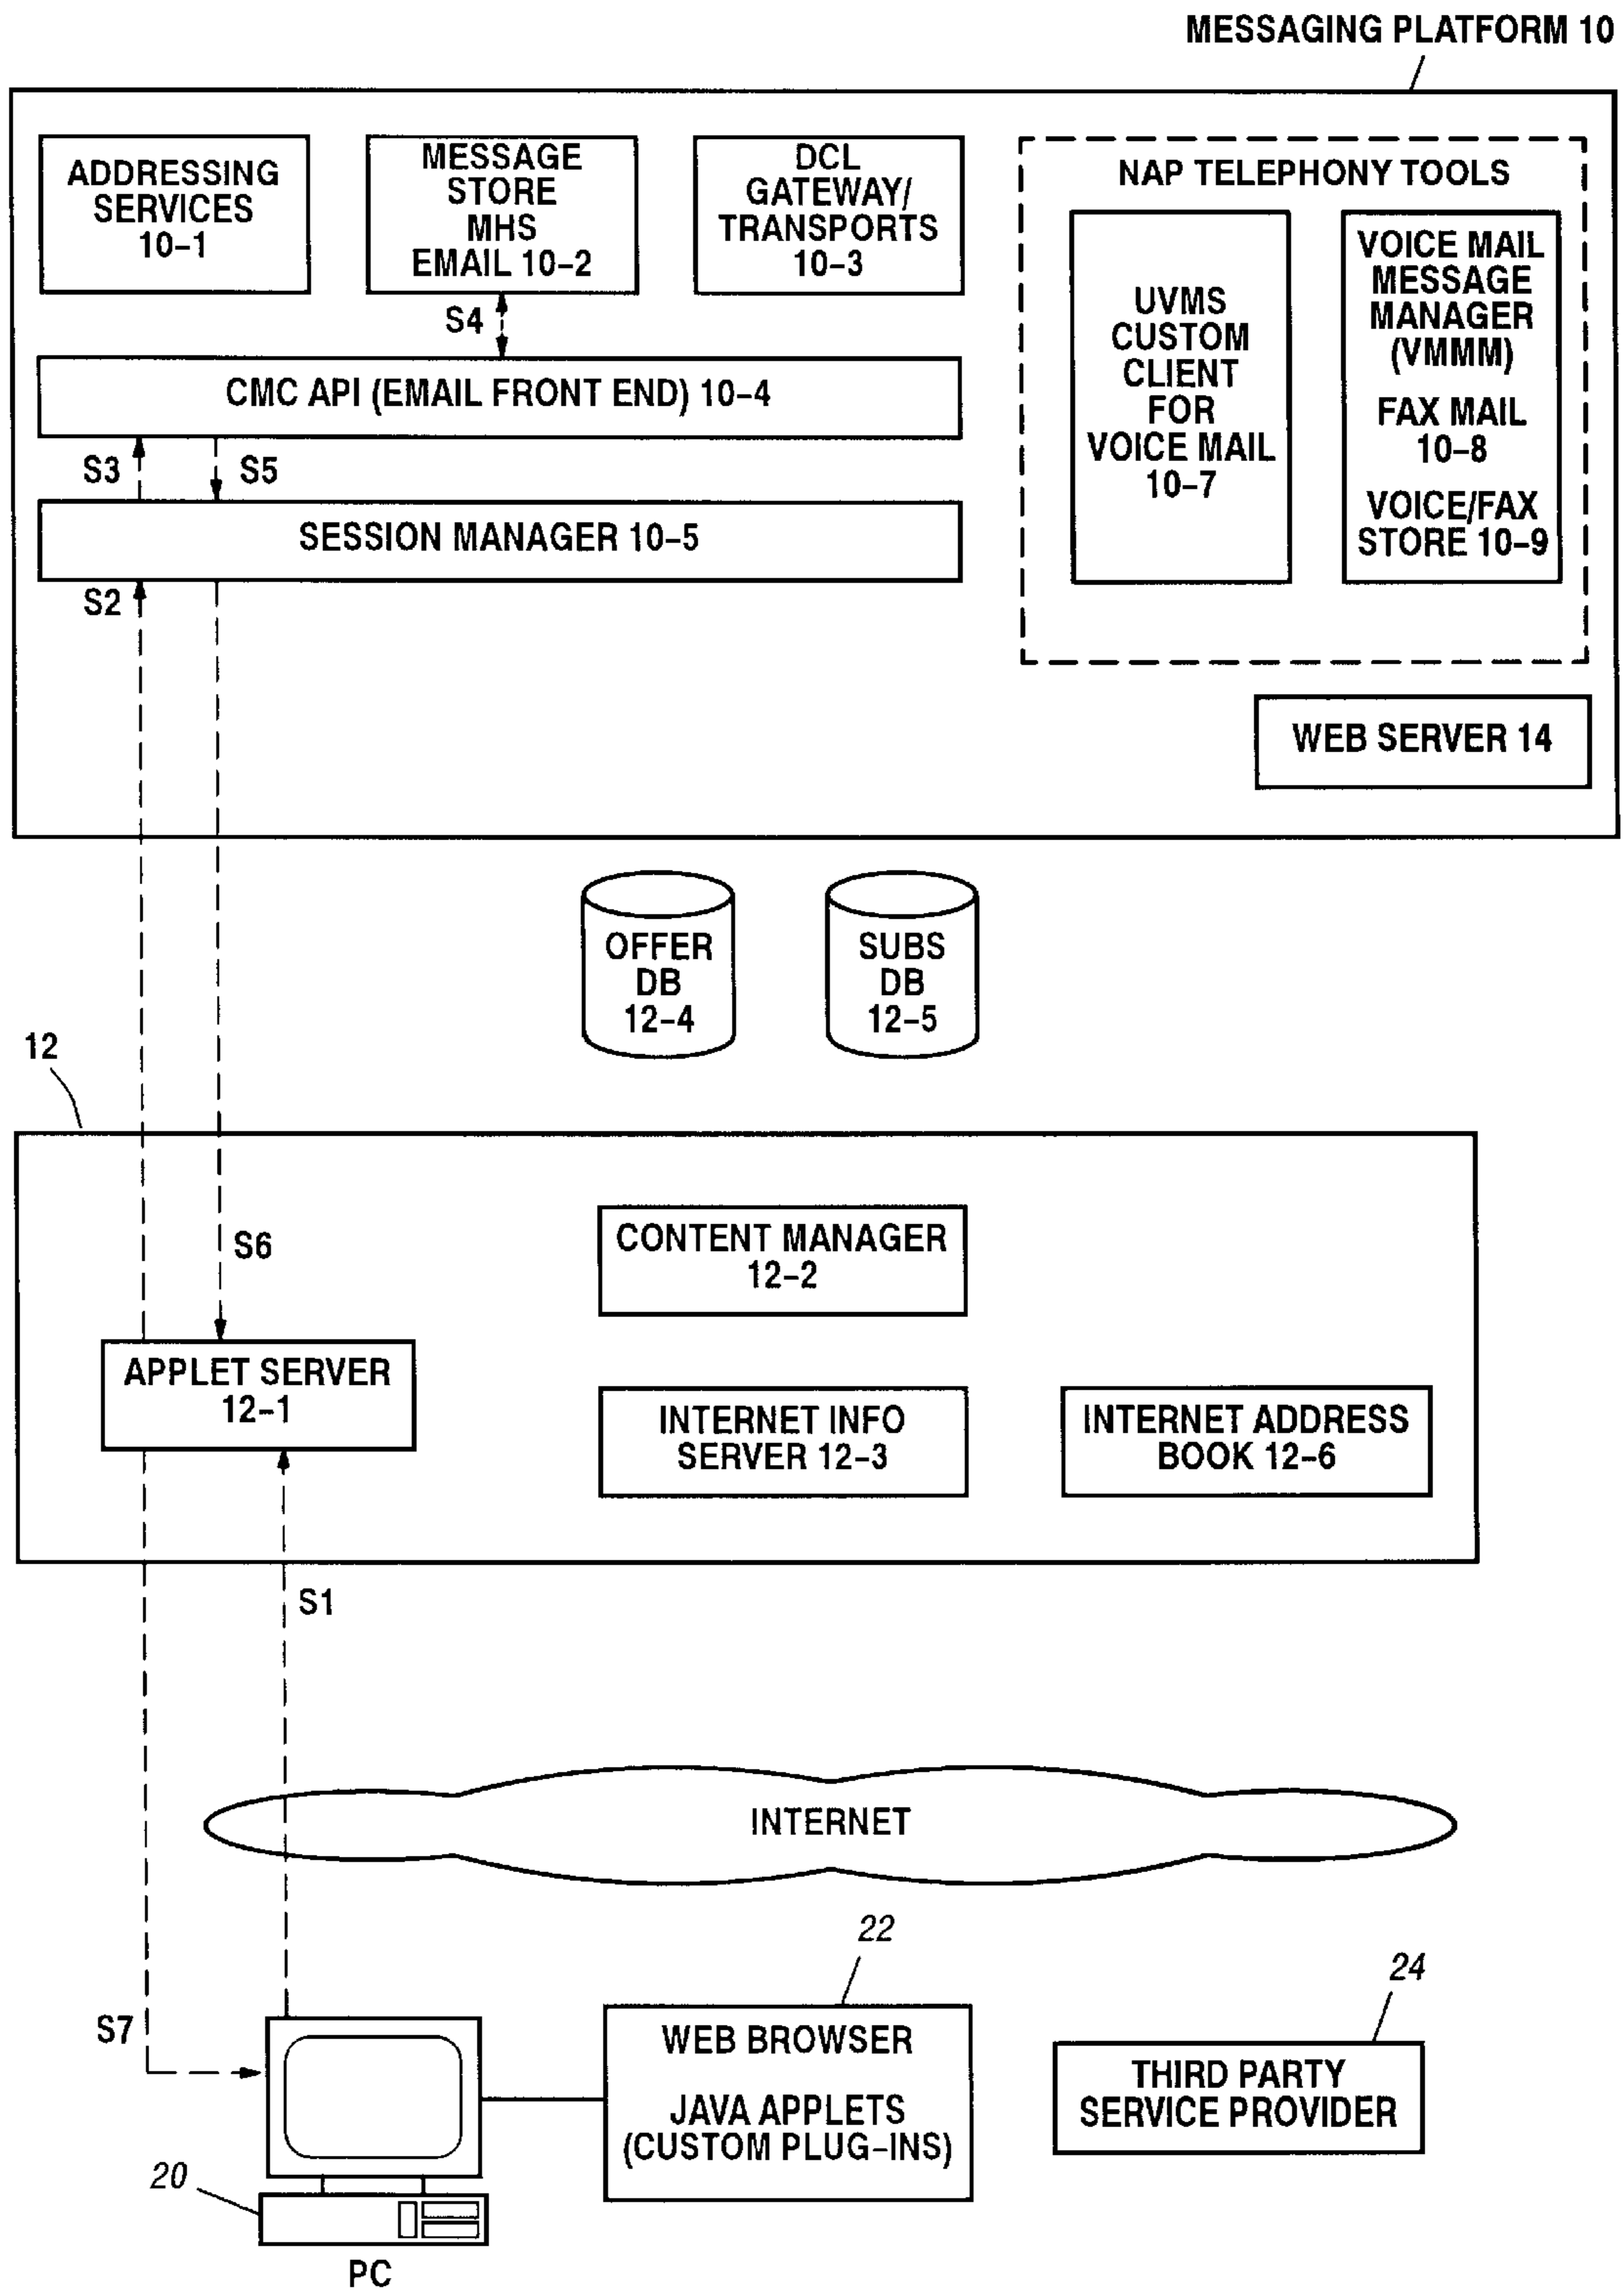 MESSAGING PLATFORM 10
ADDRESSING
SERVICES
10-1
MESSAGE
STORE
MHS
EMAIL 10-2
DCL
GATEWAY/
TRANSPORTS
10-3
NAP TELEPHONY TOOLS
UVMS
CUSTOM
CLIENT
FOR
VOICE MAIL
10-7
VOICE MAIL
MESSAGE
MANAGER
(VMMM)
FAX MAIL
10-8
VOICE/FAX
STORE 10-9
S4
CMC API (EMAIL FRONT END) 10-4
S3
S5
SESSION MANAGER 10-5
S2
WEB SERVER 14
OFFER
DB
12-4
SUBS
DB
12-5
12
S6
CONTENT MANAGER
12-2
APPLET SERVER
12-1
INTERNET INFO
SERVER 12-3
INTERNET ADDRESS
BOOK 12-6
S1
INTERNET
22
24
S7
WEB BROWSER
JAVA APPLETS
(CUSTOM PLUG-INS)
THIRD PARTY
SERVICE PROVIDER
20
PC